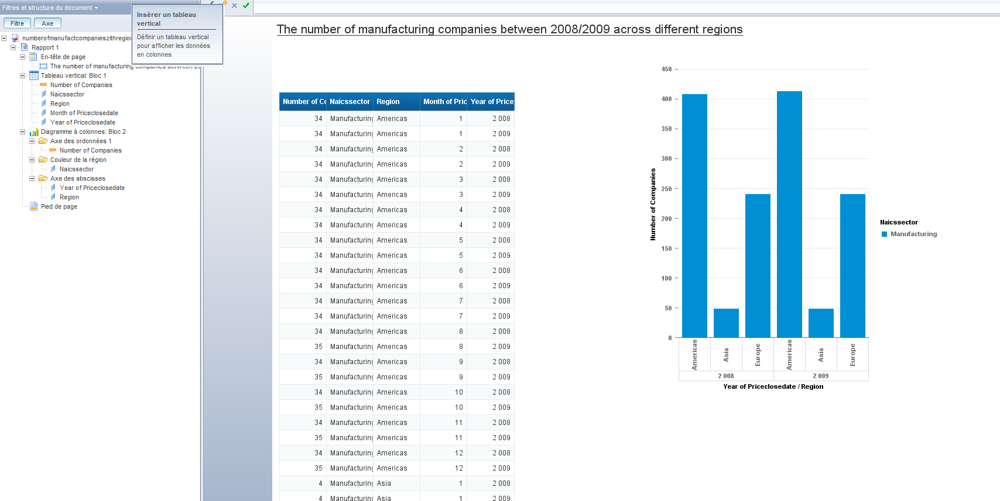 Filtres et structure du document
Filtre Axe
numberofmanufactcompanieszithregion
Rapport 1
En-tête de page
The number of manufacturing companies between 20
Tableau vertical: Bloc 1
Number of Companies
Naicssector
Region
Month of Priceclosedate
Year of Priceclosedate
Diagramme à colonnes: Bloc 2
Axe des ordonnées 1
Number of Companies
Couleur de la région
Naicssector
Axe des abscisses
Year of Priceclosedate
Region
Pied de page
Insérer un tableau
vertical
Définir un tableau vertical
pour afficher les données
en colonnes
The number of manufacturing companies between 2008/2009 across different regions
Number of Co Naicssector Region Month of Pric Year of Price
34 Manufacturing Americas 1 2 008
34 Manufacturing Americas 1 2 009
34 Manufacturing Americas 2 2 008
34 Manufacturing Americas 2 2 009
34 Manufacturing Americas 3 2 008
34 Manufacturing Americas 3 2 009
34 Manufacturing Americas 4 2 008
34 Manufacturing Americas 4 2 009
34 Manufacturing Americas 5 2 008
34 Manufacturing Americas 5 2 009
34 Manufacturing Americas 6 2 008
34 Manufacturing Americas 6 2 009
34 Manufacturing Americas 7 2 008
34 Manufacturing Americas 7 2 009
34 Manufacturing Americas 8 2 008
35 Manufacturing Americas 8 2 009
34 Manufacturing Americas 9 2 008
35 Manufacturing Americas 9 2 009
34 Manufacturing Americas 10 2 008
35 Manufacturing Americas 10 2 009
34 Manufacturing Americas 11 2 008
35 Manufacturing Americas 11 2 009
34 Manufacturing Americas 12 2 008
35 Manufacturing Americas 12 2 009
4 Manufacturing Asia 1 2 008
4 Manufacturing Asia 1 2 009
Number of Companies
450
400
350
300
250
200
150
100
50
0
Americas Asia Europe Americas Asia Europe
2 008 2 009
Year of Priceclosedate / Region
Naicssector
Manufacturing